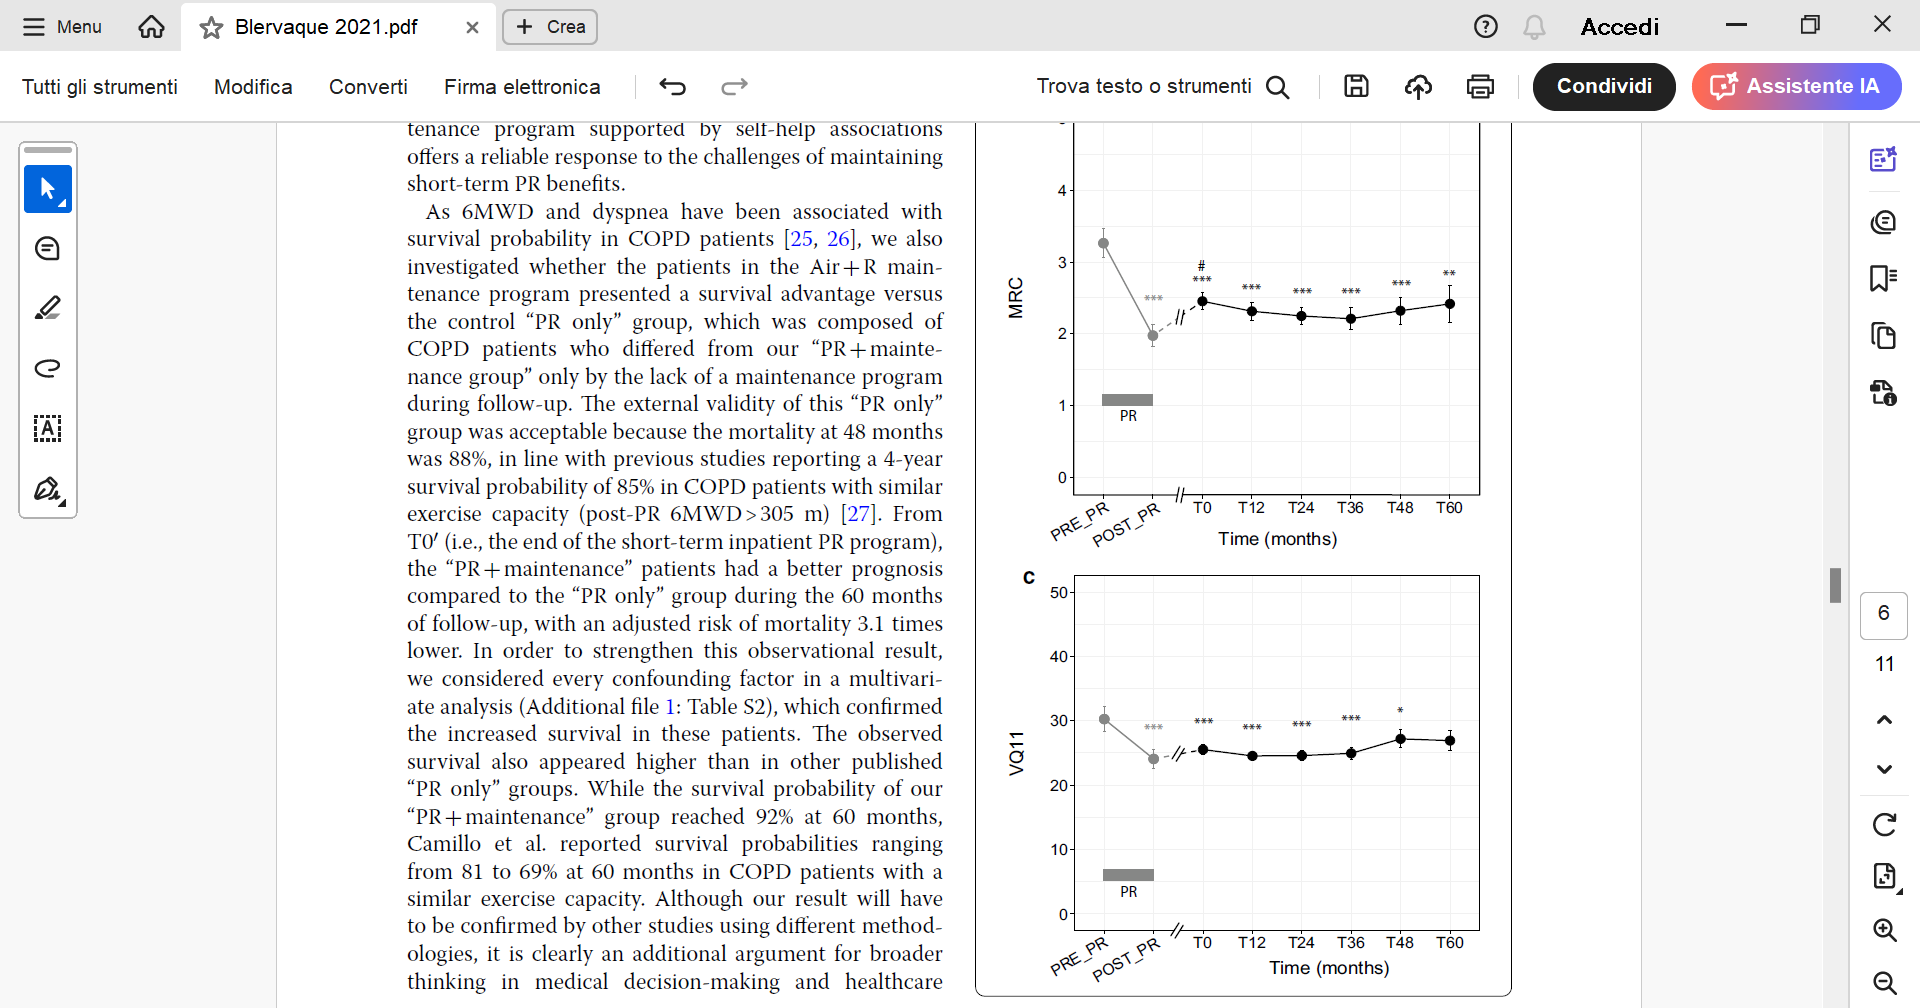 Menu
Blervaque 2021.pdf
Crea
Accedi
Tutti gli strumenti
Modifica
Converti
Firma elettronica
Trova testo o strumenti
Condividi
Assistente IA
tenance program supported by self-help associations
offers a reliable response to the challenges of maintaining
short-term PR benefits.
As 6MWD and dyspnea have been associated with
survival probability in COPD patients [25, 26], we also
investigated whether the patients in the Air+R main-
tenance program presented a survival advantage versus
the control “PR only” group, which was composed of
COPD patients who differed from our “PR+mainte-
nance group” only by the lack of a maintenance program
during follow-up. The external validity of this “PR only”
group was acceptable because the mortality at 48 months
was 88%, in line with previous studies reporting a 4-year
survival probability of 85% in COPD patients with similar
exercise capacity (post-PR 6MWD>305 m) [27]. From
T0′ (i.e., the end of the short-term inpatient PR program),
the “PR+maintenance” patients had a better prognosis
compared to the “PR only” group during the 60 months
of follow-up, with an adjusted risk of mortality 3.1 times
lower. In order to strengthen this observational result,
we considered every confounding factor in a multivari-
ate analysis (Additional file 1: Table S2), which confirmed
the increased survival in these patients. The observed
survival also appeared higher than in other published
“PR only” groups. While the survival probability of our
“PR+maintenance” group reached 92% at 60 months,
Camillo et al. reported survival probabilities ranging
from 81 to 69% at 60 months in COPD patients with a
similar exercise capacity. Although our result will have
to be confirmed by other studies using different method-
ologies, it is clearly an additional argument for broader
thinking in medical decision-making and healthcare
MRC
4
3
2
1
0
***
#
***
***
***
***
***
**
PR
PRE_PR
POST_PR
T0
T12
T24
T36
T48
T60
Time (months)
C
VQ11
50
40
30
20
10
0
***
***
***
***
***
*
PR
PRE_PR
POST_PR
T0
T12
T24
T36
T48
T60
Time (months)
6
11